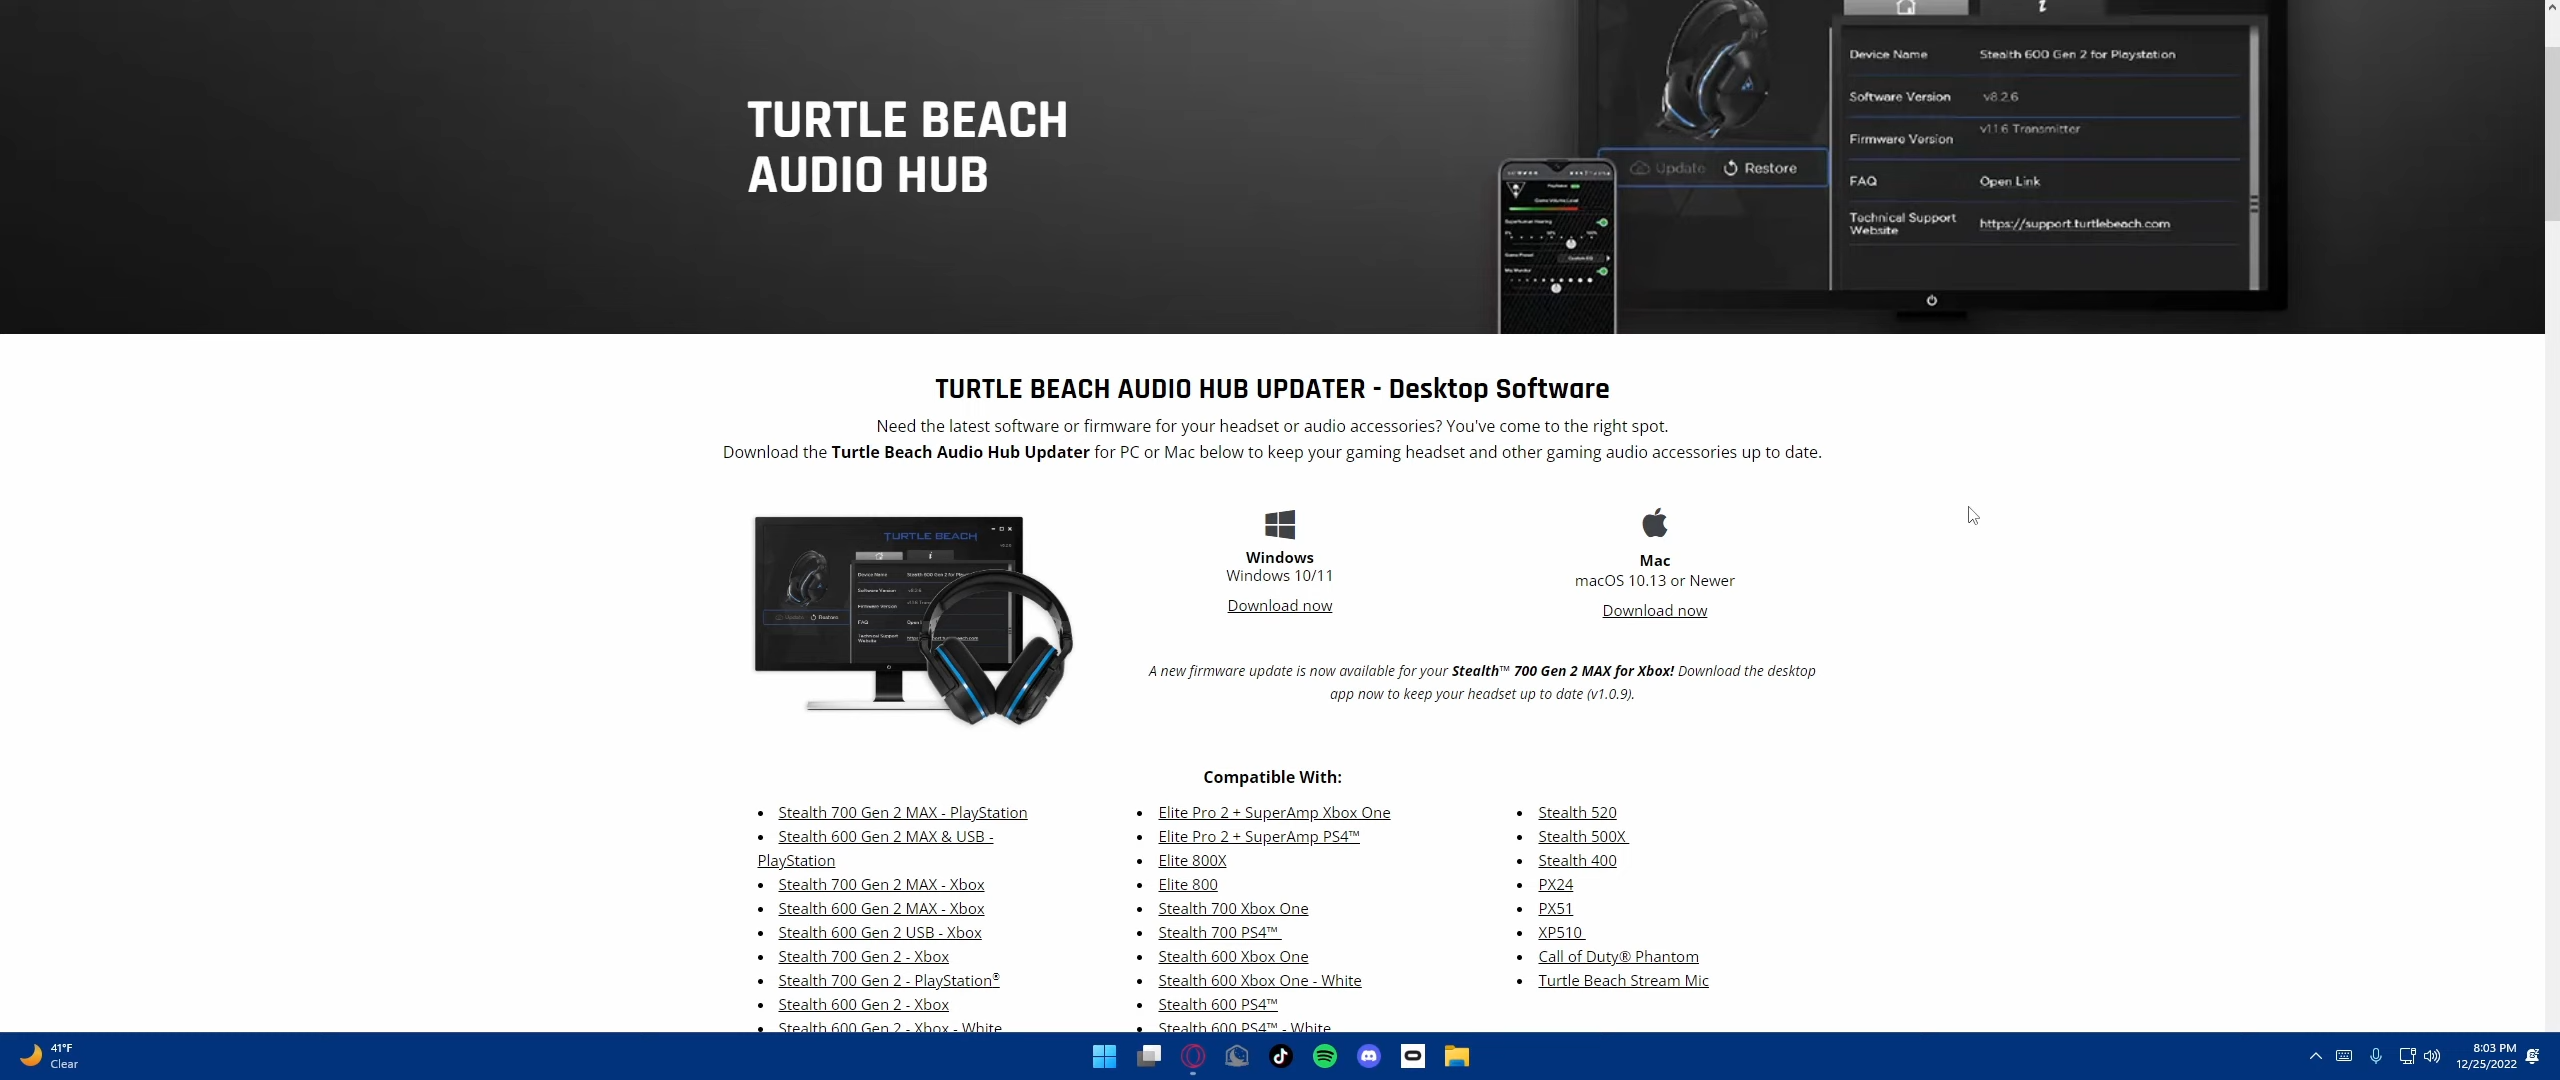 Device Name Stealth 600 Gen 2 for Playstation
Software Version v8.2.6
Firmware Version v1.1.6 Transmitter
FAQ Open Link
Technical Support Website https://support.turtlebeach.com
Update Restore
TURTLE BEACH
AUDIO HUB
TURTLE BEACH AUDIO HUB UPDATER - Desktop Software
Need the latest software or firmware for your headset or audio accessories? You've come to the right spot.
Download the Turtle Beach Audio Hub Updater for PC or Mac below to keep your gaming headset and other gaming audio accessories up to date.
TURTLE BEACH
Windows
Windows 10/11
Download now
Mac
macOS 10.13 or Newer
Download now
A new firmware update is now available for your Stealth™ 700 Gen 2 MAX for Xbox! Download the desktop
app now to keep your headset up to date (v1.0.9).
Compatible With:
• Stealth 700 Gen 2 MAX - PlayStation
• Stealth 600 Gen 2 MAX & USB -
PlayStation
• Stealth 700 Gen 2 MAX - Xbox
• Stealth 600 Gen 2 MAX - Xbox
• Stealth 600 Gen 2 USB - Xbox
• Stealth 700 Gen 2 - Xbox
• Stealth 700 Gen 2 - PlayStation®
• Stealth 600 Gen 2 - Xbox
• Stealth 600 Gen 2 - Xbox - White
• Elite Pro 2 + SuperAmp Xbox One
• Elite Pro 2 + SuperAmp PS4™
• Elite 800X
• Elite 800
• Stealth 700 Xbox One
• Stealth 700 PS4™
• Stealth 600 Xbox One
• Stealth 600 Xbox One - White
• Stealth 600 PS4™
• Stealth 600 PS4™ - White
• Stealth 520
• Stealth 500X
• Stealth 400
• PX24
• PX51
• XP510
• Call of Duty® Phantom
• Turtle Beach Stream Mic
41°F
Clear
8:03 PM
12/25/2022